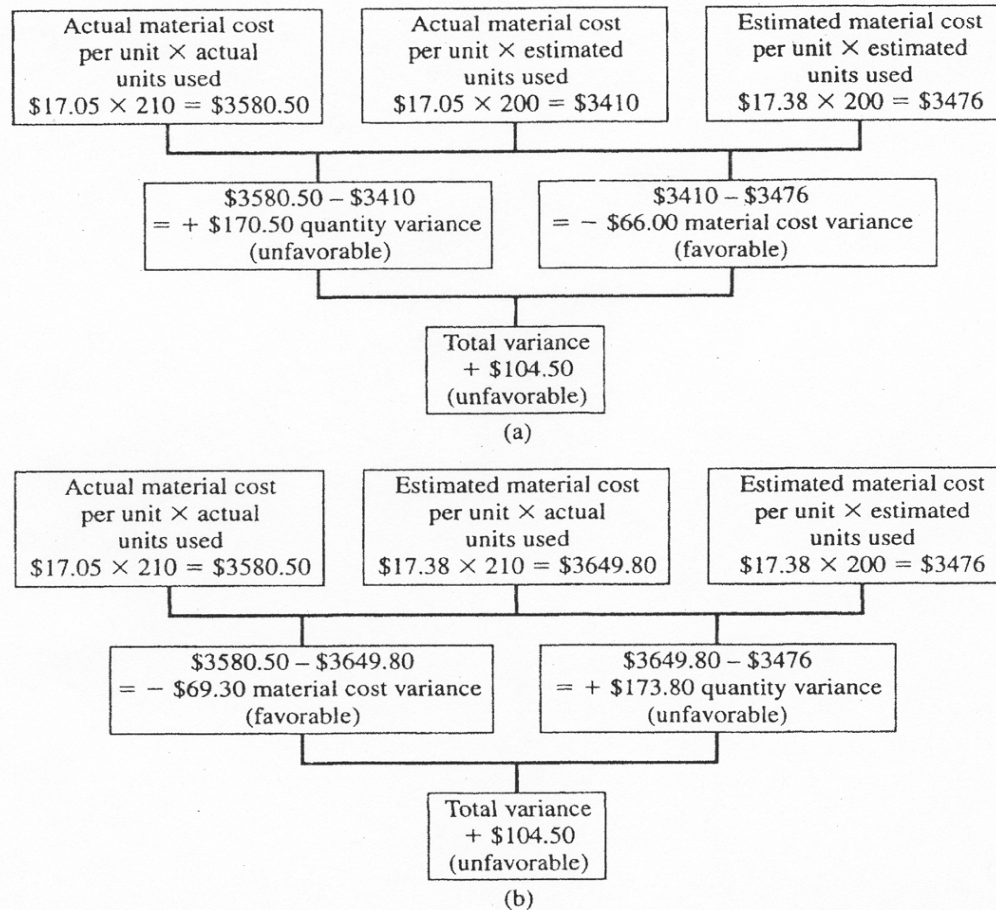 Actual material cost
per unit × actual
units used
$17.05 × 210 = $3580.50
Actual material cost
per unit × estimated
units used
$17.05 × 200 = $3410
Estimated material cost
per unit × estimated
units used
$17.38 × 200 = $3476
$3580.50 – $3410
= + $170.50 quantity variance
(unfavorable)
$3410 – $3476
= – $66.00 material cost variance
(favorable)
Total variance
+ $104.50
(unfavorable)
(a)
Actual material cost
per unit × actual
units used
$17.05 × 210 = $3580.50
Estimated material cost
per unit × actual
units used
$17.38 × 210 = $3649.80
Estimated material cost
per unit × estimated
units used
$17.38 × 200 = $3476
$3580.50 – $3649.80
= – $69.30 material cost variance
(favorable)
$3649.80 – $3476
= + $173.80 quantity variance
(unfavorable)
Total variance
+ $104.50
(unfavorable)
(b)